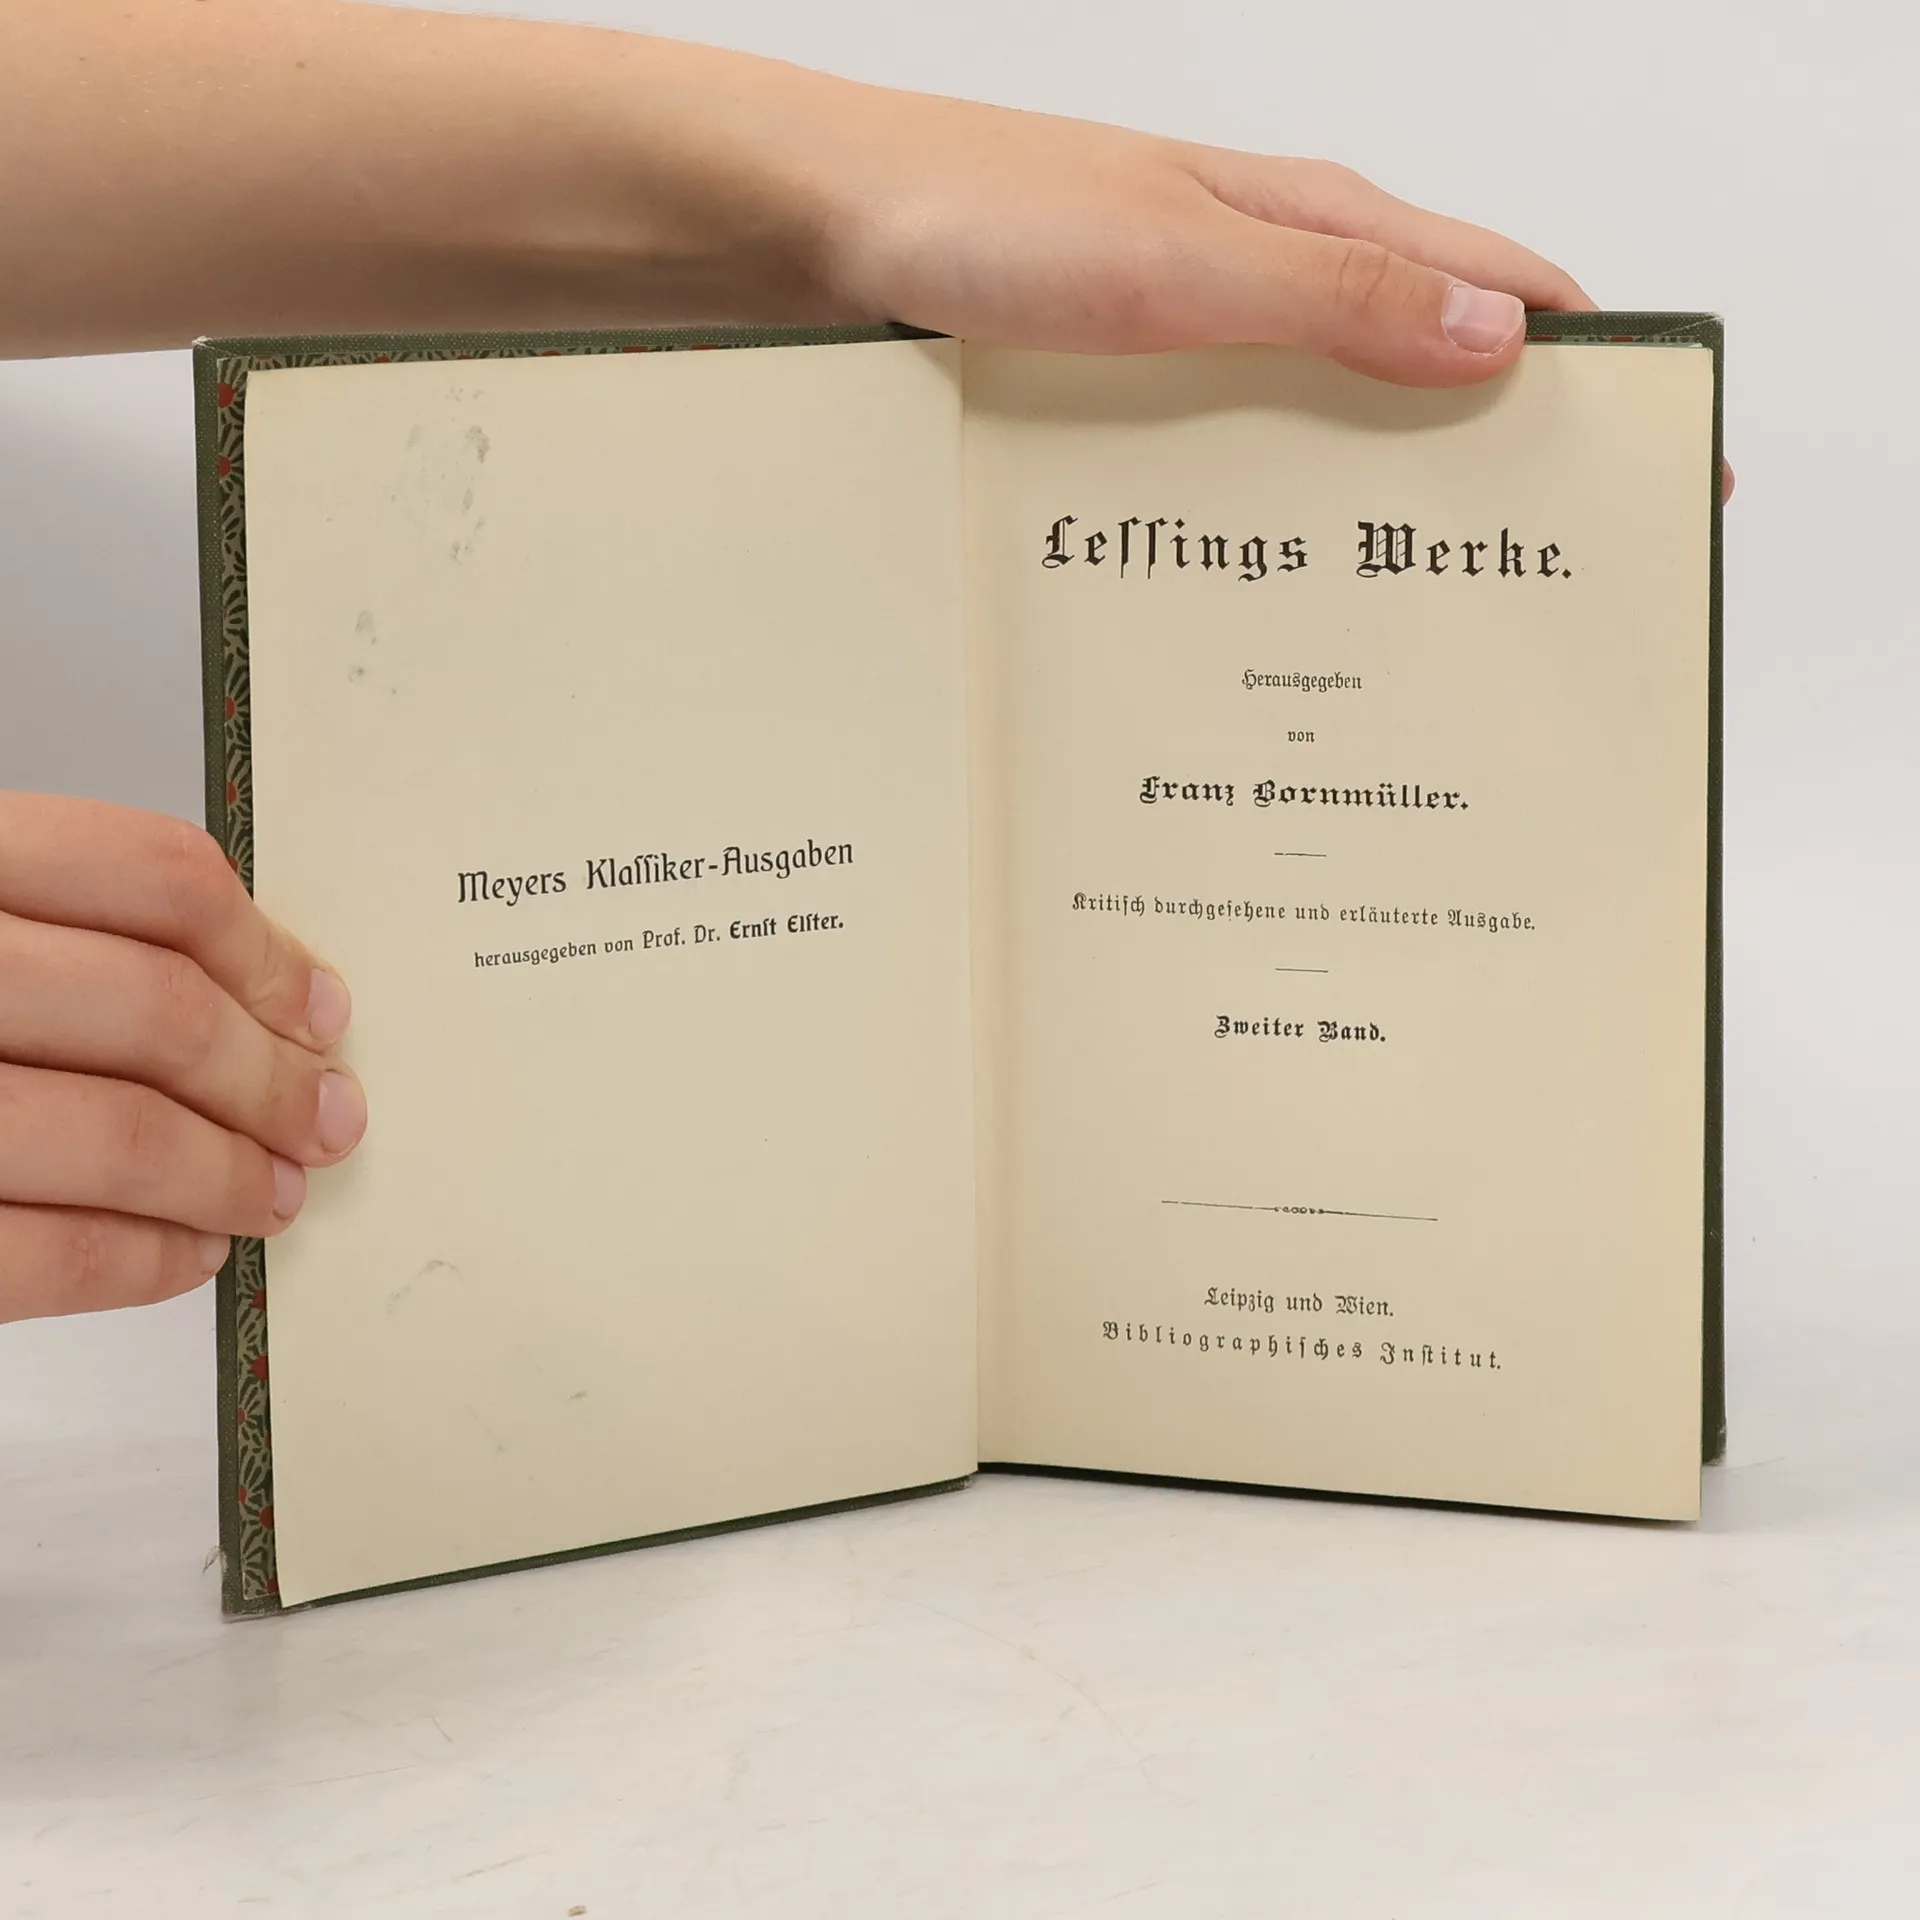 Meyers Klaſſiker-Ausgaben
herausgegeben von Prof. Dr. Ernſt Elſter.
Leſſings Werke.
Herausgegeben
von
Franz Bornmüller.
Kritiſch durchgeſehene und erläuterte Ausgabe.
Zweiter Band.
Leipzig und Wien.
Bibliographiſches Inſtitut.